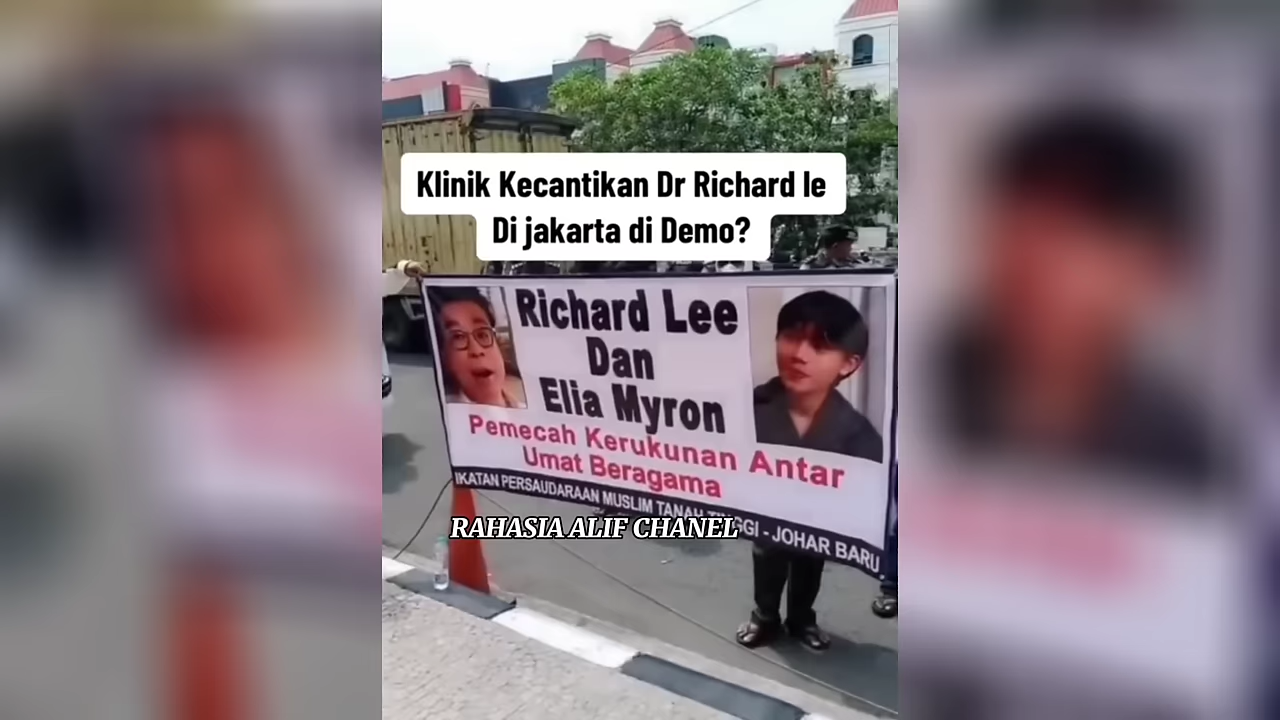 Klinik Kecantikan Dr Richard le
Di jakarta di Demo?
Richard Lee
Dan
Elia Myron
Pemecah Kerukunan Antar
Umat Beragama
IKATAN PERSAUDARAAN MUSLIM TANAH TINGGI - JOHAR BARU
RAHASIA ALIF CHANEL